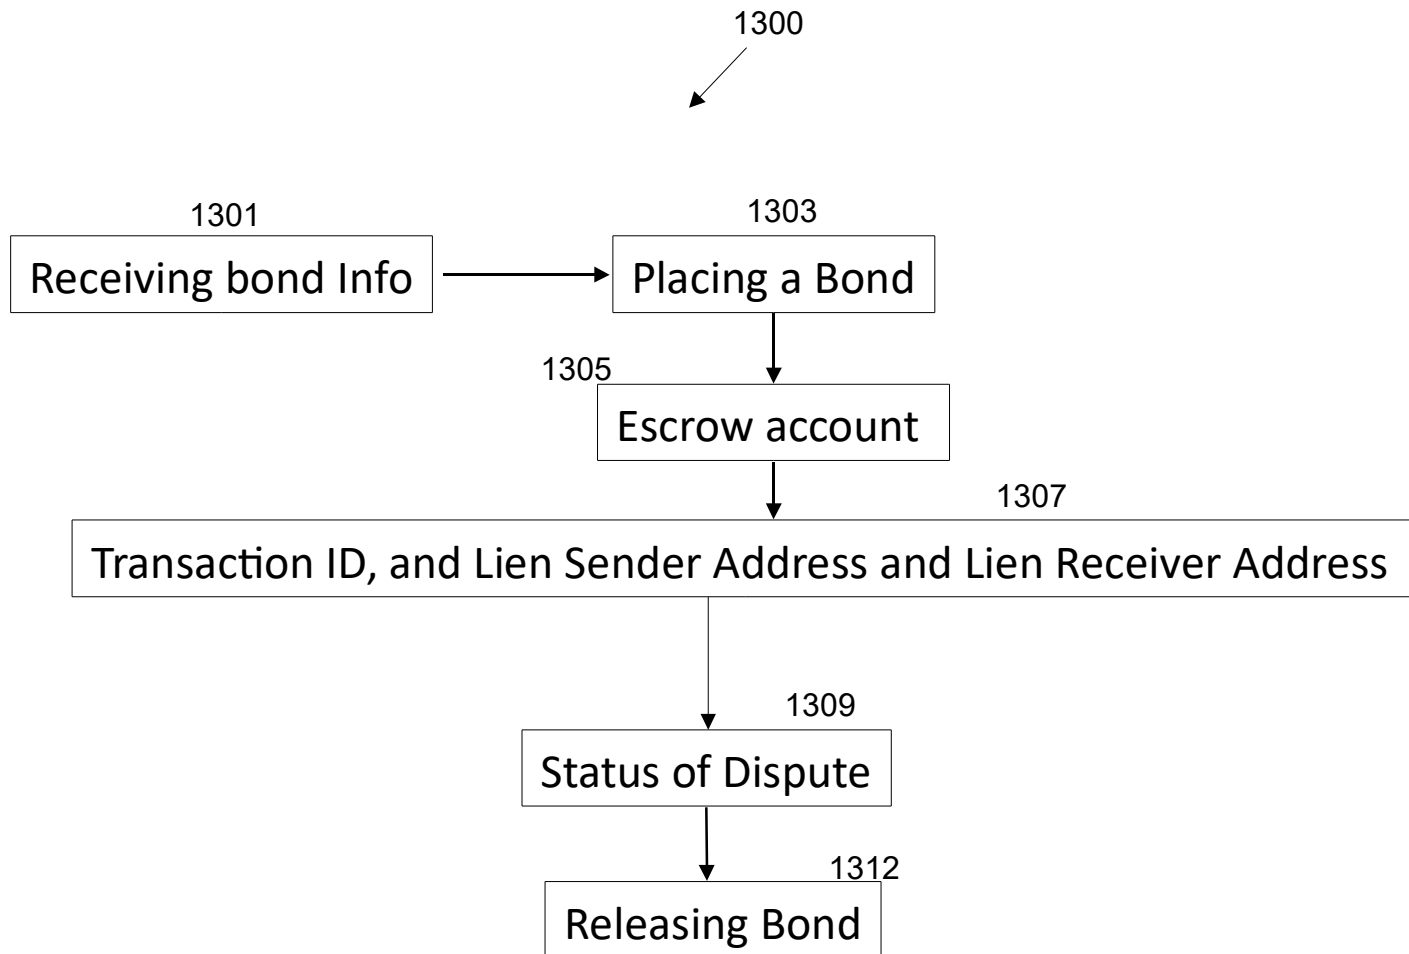 1300
1301
Receiving bond Info
1303
Placing a Bond
1305
Escrow account
1307
Transaction ID, and Lien Sender Address and Lien Receiver Address
1309
Status of Dispute
1312
Releasing Bond